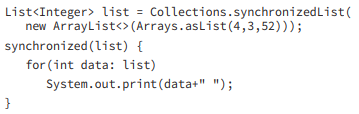 List<Integer> list = Collections.synchronizedList(
   new ArrayList<>(Arrays.asList(4,3,52)));
synchronized(list) {
   for(int data: list)
      System.out.print(data+" ");
}